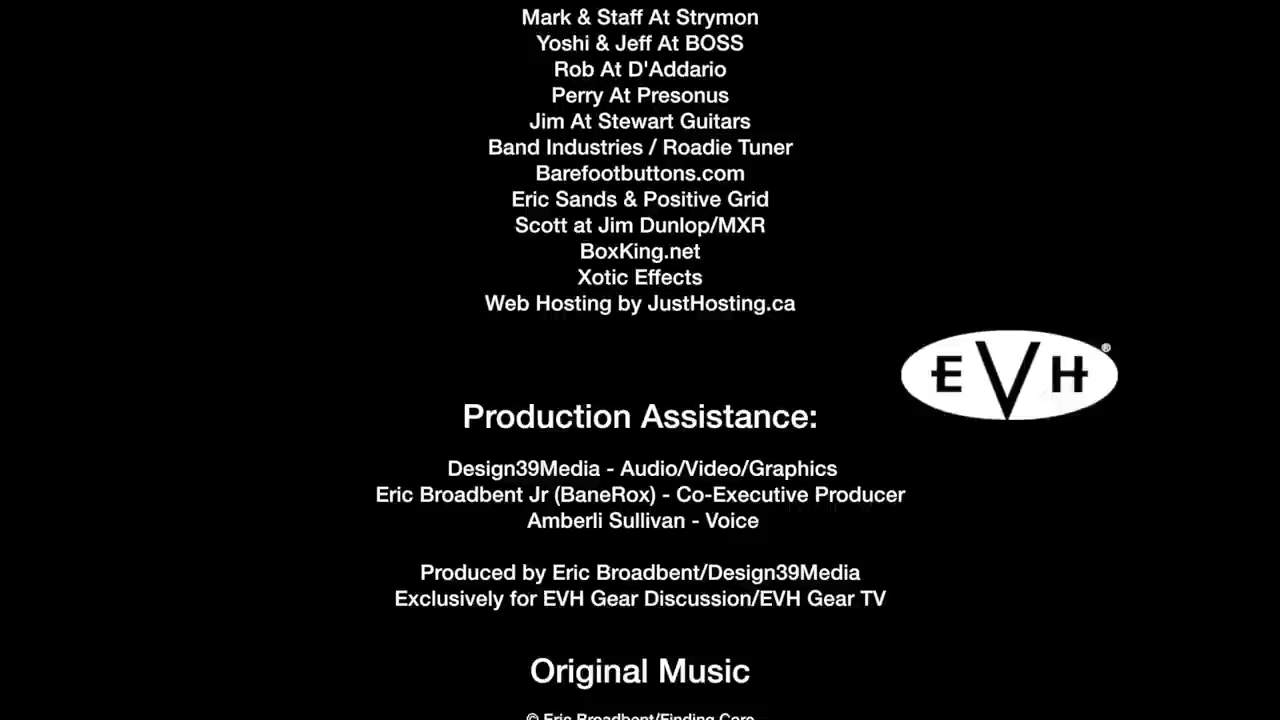 Mark & Staff At Strymon
Yoshi & Jeff At BOSS
Rob At D'Addario
Perry At Presonus
Jim At Stewart Guitars
Band Industries / Roadie Tuner
Barefootbuttons.com
Eric Sands & Positive Grid
Scott at Jim Dunlop/MXR
BoxKing.net
Xotic Effects
Web Hosting by JustHosting.ca
EVH®
Production Assistance:
Design39Media - Audio/Video/Graphics
Eric Broadbent Jr (BaneRox) - Co-Executive Producer
Amberli Sullivan - Voice
Produced by Eric Broadbent/Design39Media
Exclusively for EVH Gear Discussion/EVH Gear TV
Original Music
© Eric Broadbent/Finding